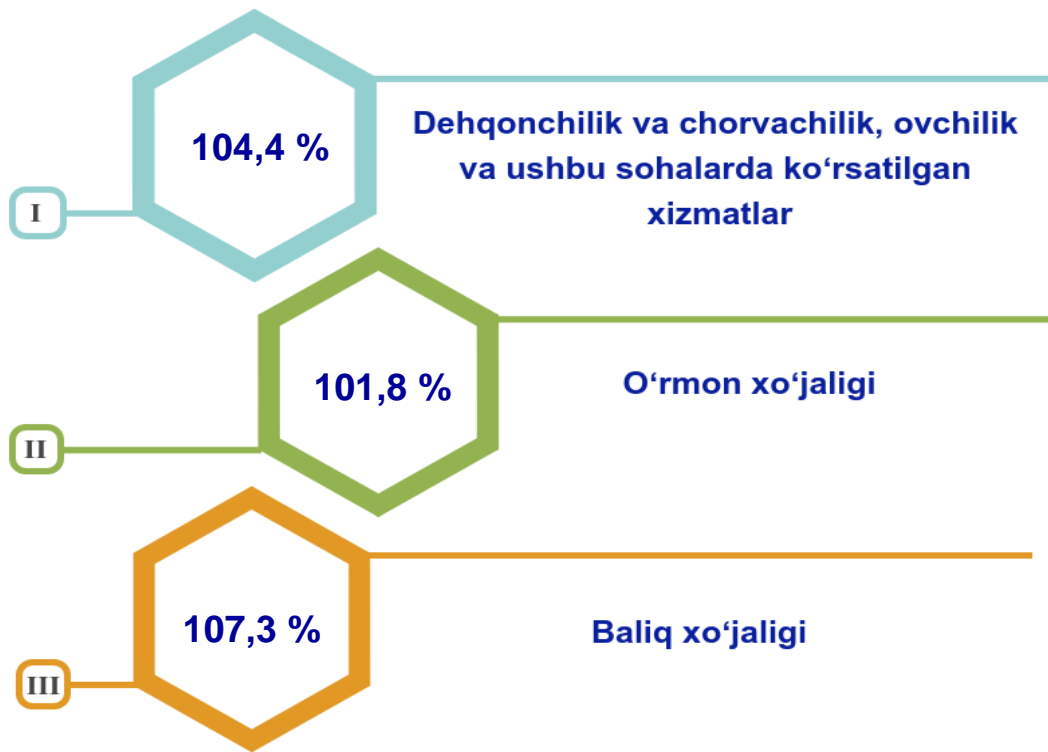 104,4 %
Dehqonchilik va chorvachilik, ovchilik
va ushbu sohalarda ko‘rsatilgan
xizmatlar
I
101,8 %
O‘rmon xo‘jaligi
II
107,3 %
Baliq xo‘jaligi
III